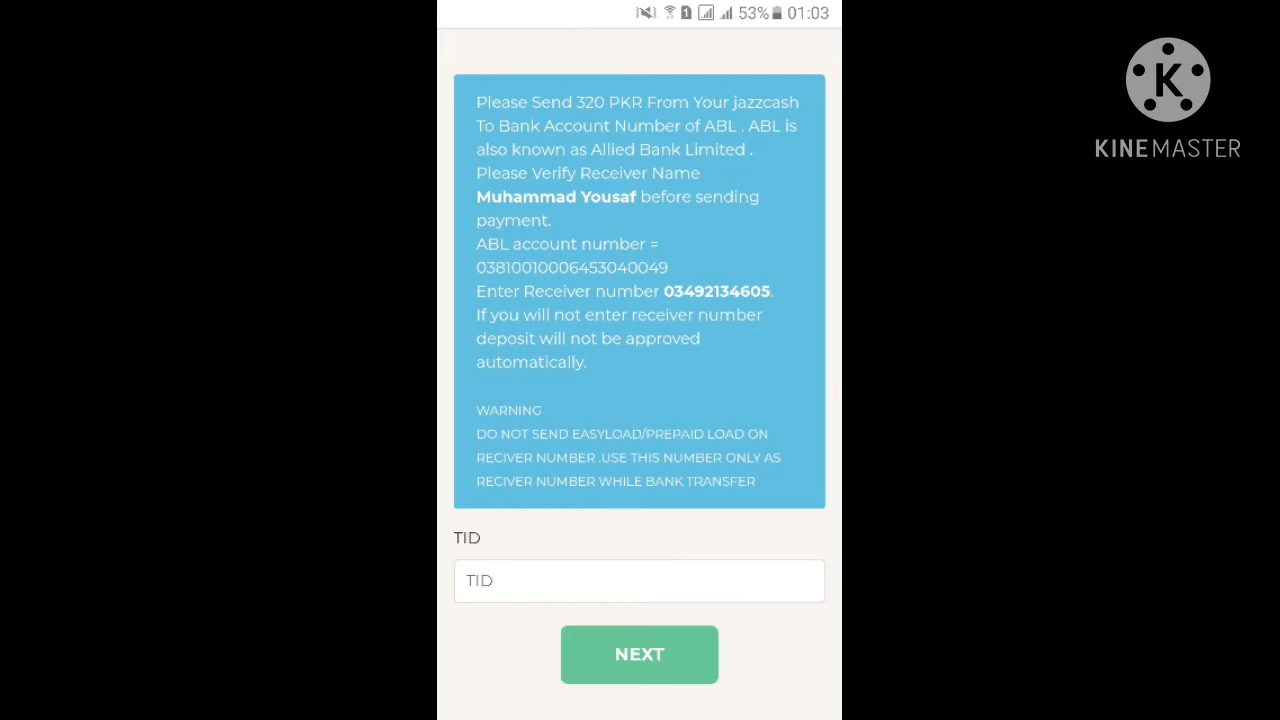 53% 01:03
KINEMASTER
Please Send 320 PKR From Your jazzcash
To Bank Account Number of ABL . ABL is
also known as Allied Bank Limited .
Please Verify Receiver Name
Muhammad Yousaf before sending
payment.
ABL account number =
03810010006453040049
Enter Receiver number 03492134605.
If you will not enter receiver number
deposit will not be approved
automatically.
WARNING
DO NOT SEND EASYLOAD/PREPAID LOAD ON
RECIVER NUMBER .USE THIS NUMBER ONLY AS
RECIVER NUMBER WHILE BANK TRANSFER
TID
TID
NEXT